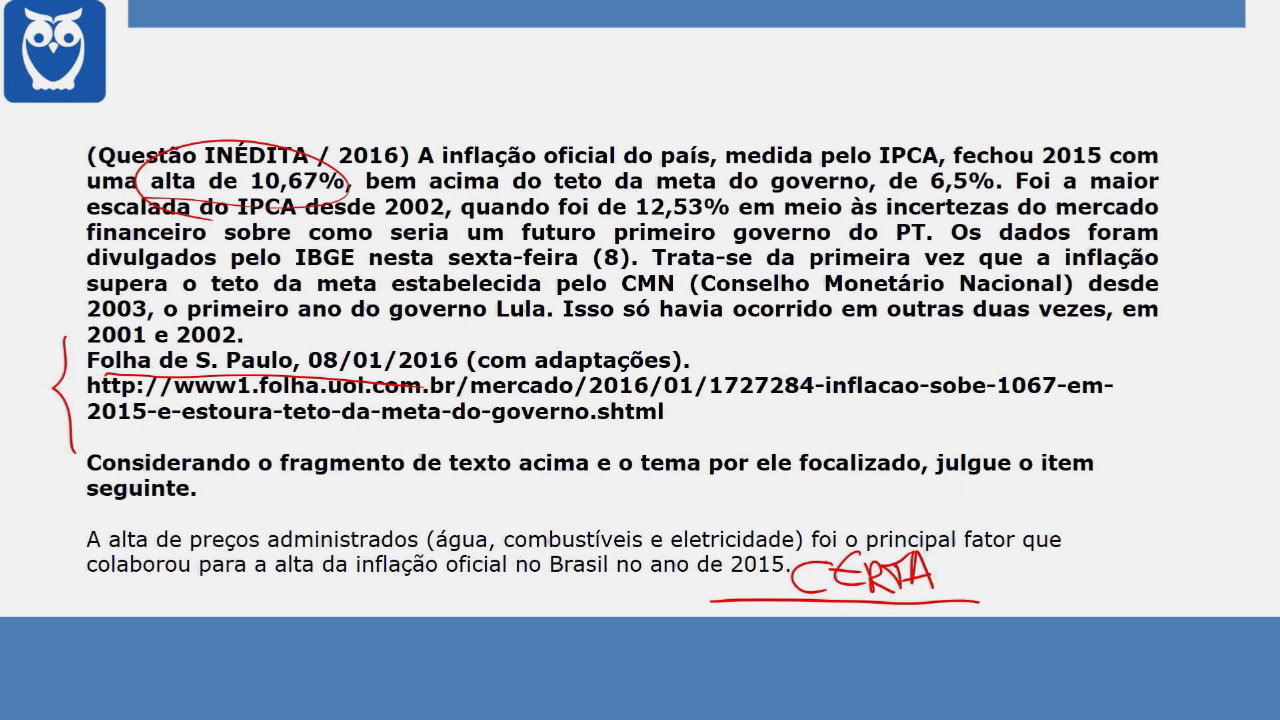 (Questão INÉDITA / 2016) A inflação oficial do país, medida pelo IPCA, fechou 2015 com
uma alta de 10,67%, bem acima do teto da meta do governo, de 6,5%. Foi a maior
escalada do IPCA desde 2002, quando foi de 12,53% em meio às incertezas do mercado
financeiro sobre como seria um futuro primeiro governo do PT. Os dados foram
divulgados pelo IBGE nesta sexta-feira (8). Trata-se da primeira vez que a inflação
supera o teto da meta estabelecida pelo CMN (Conselho Monetário Nacional) desde
2003, o primeiro ano do governo Lula. Isso só havia ocorrido em outras duas vezes, em
2001 e 2002.
Folha de S. Paulo, 08/01/2016 (com adaptações).
http://www1.folha.uol.com.br/mercado/2016/01/1727284-inflacao-sobe-1067-em-
2015-e-estoura-teto-da-meta-do-governo.shtml
Considerando o fragmento de texto acima e o tema por ele focalizado, julgue o item
seguinte.
A alta de preços administrados (água, combustíveis e eletricidade) foi o principal fator que
colaborou para a alta da inflação oficial no Brasil no ano de 2015.
CERTA